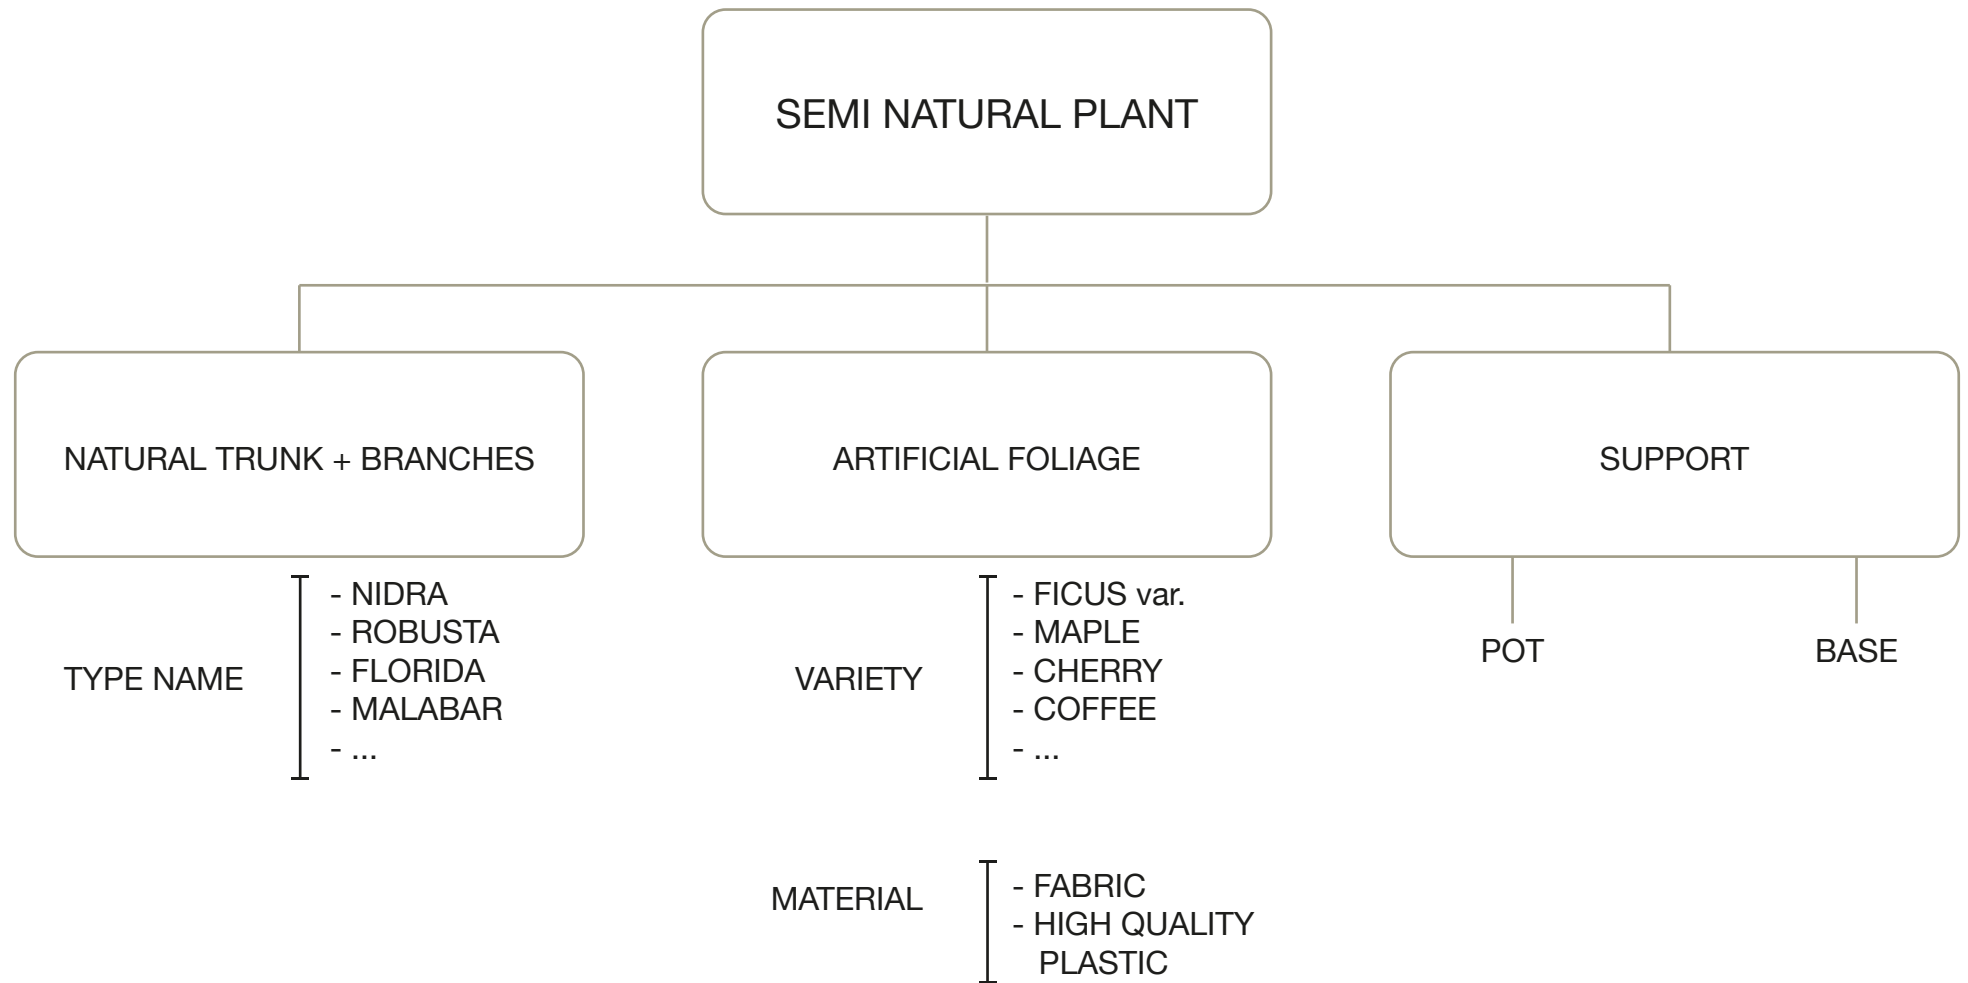 SEMI NATURAL PLANT
NATURAL TRUNK + BRANCHES
TYPE NAME
- NIDRA
- ROBUSTA
- FLORIDA
- MALABAR
- ...
ARTIFICIAL FOLIAGE
VARIETY
- FICUS var.
- MAPLE
- CHERRY
- COFFEE
- ...
MATERIAL
- FABRIC
- HIGH QUALITY
PLASTIC
SUPPORT
POT
BASE